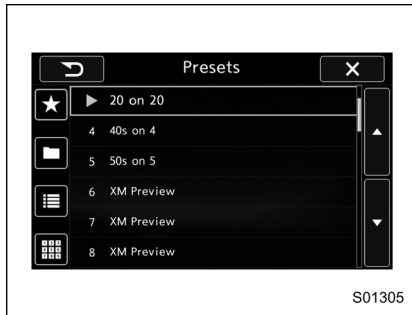 Presets
20 on 20
4 40s on 4
5 50s on 5
6 XM Preview
7 XM Preview
8 XM Preview
S01305